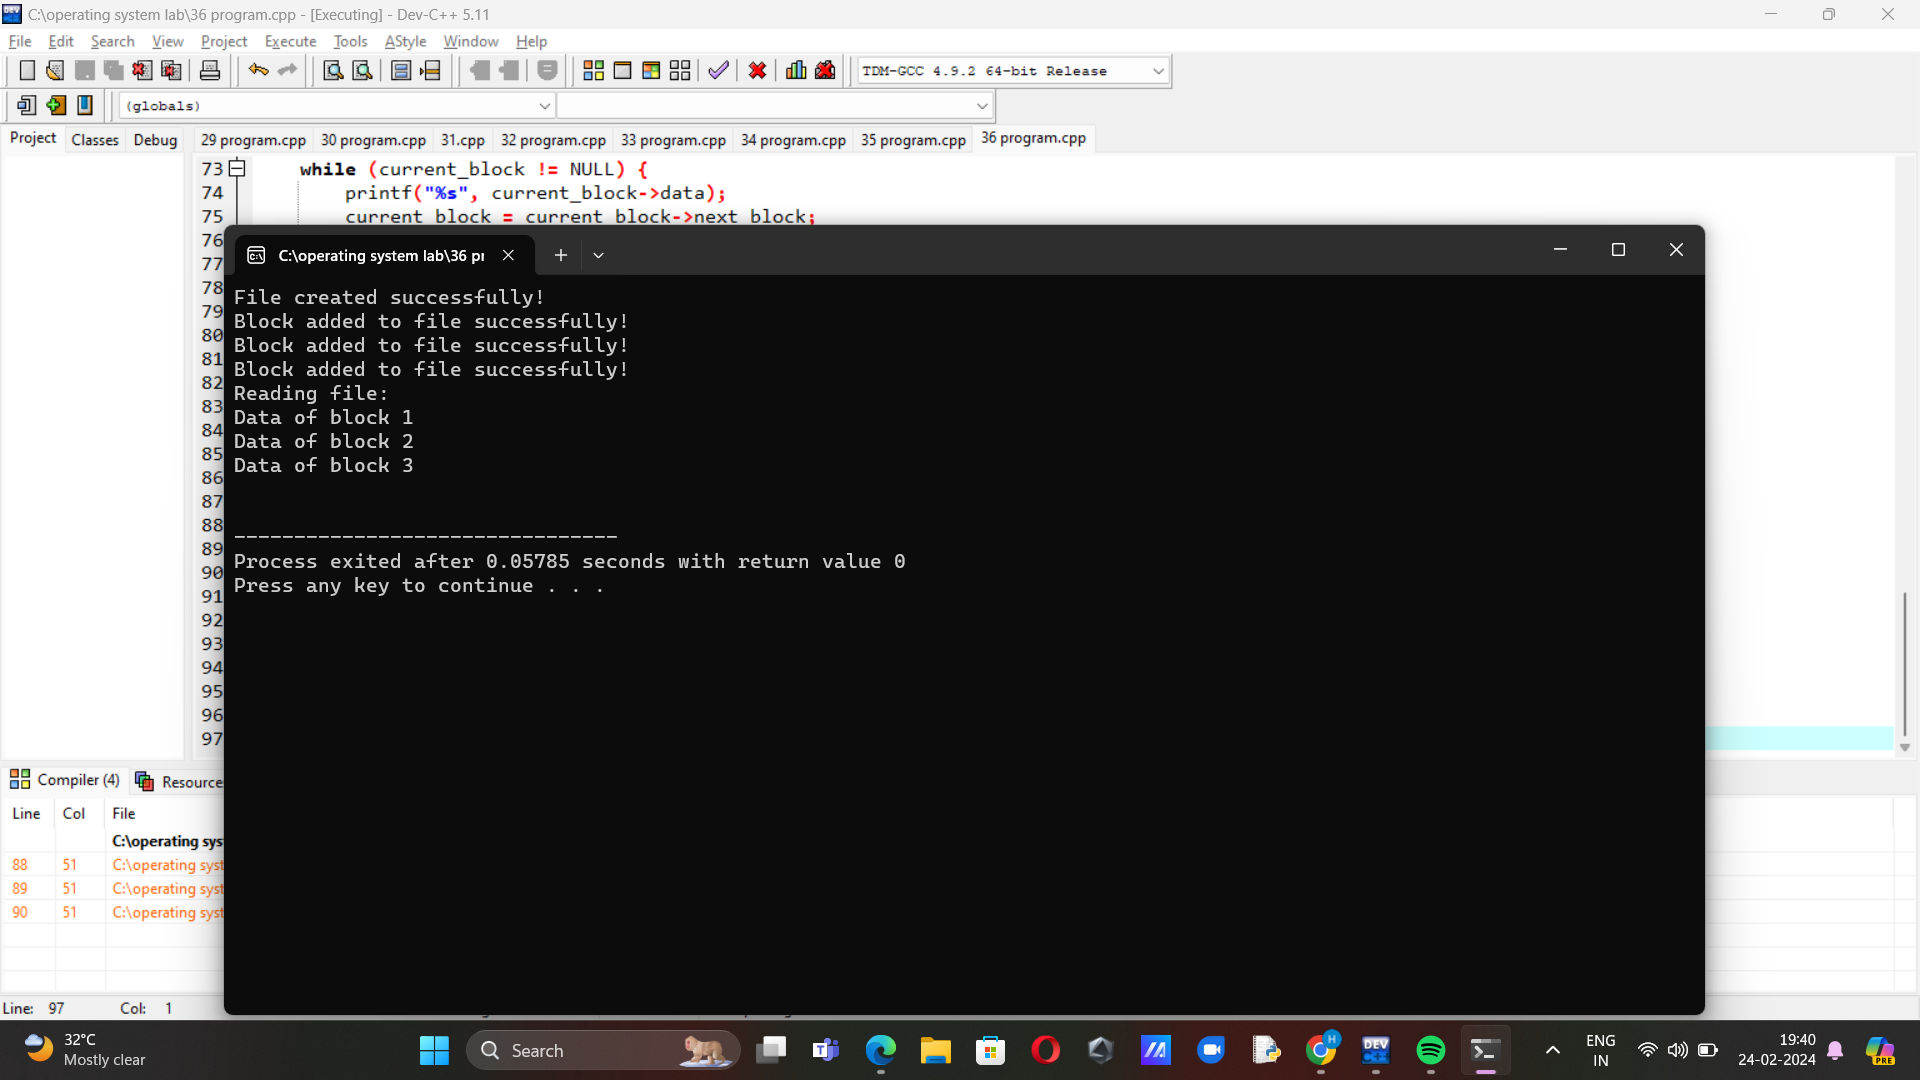 C:\operating system lab\36 program.cpp - [Executing] - Dev-C++ 5.11
File Edit Search View Project Execute Tools AStyle Window Help
TDM-GCC 4.9.2 64-bit Release
(globals)
Project Classes Debug 29 program.cpp 30 program.cpp 31.cpp 32 program.cpp 33 program.cpp 34 program.cpp 35 program.cpp 36 program.cpp
73 while (current_block != NULL) {
74 printf("%s", current_block->data);
75 current_block = current_block->next_block;
76
C:\operating system lab\36 pr
77
78
File created successfully!
79
Block added to file successfully!
80
Block added to file successfully!
81
Block added to file successfully!
82
Reading file:
83
Data of block 1
84
Data of block 2
85
Data of block 3
86
87
88
89
--------------------------------
90
Process exited after 0.05785 seconds with return value 0
91
Press any key to continue . . .
92
93
94
95
96
97
Compiler (4) Resource
Line Col File
C:\operating sys
88 51 C:\operating syst
89 51 C:\operating syst
90 51 C:\operating syst
Line: 97 Col: 1
32°C
Mostly clear
Search
ENG
IN
19:40
24-02-2024
PRE